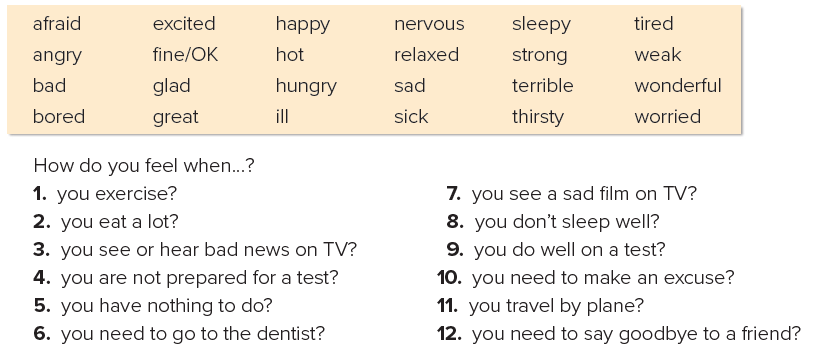 afraid excited happy nervous sleepy tired
angry fine/OK hot relaxed strong weak
bad glad hungry sad terrible wonderful
bored great ill sick thirsty worried
How do you feel when...?
1. you exercise?
2. you eat a lot?
3. you see or hear bad news on TV?
4. you are not prepared for a test?
5. you have nothing to do?
6. you need to go to the dentist?
7. you see a sad film on TV?
8. you don't sleep well?
9. you do well on a test?
10. you need to make an excuse?
11. you travel by plane?
12. you need to say goodbye to a friend?